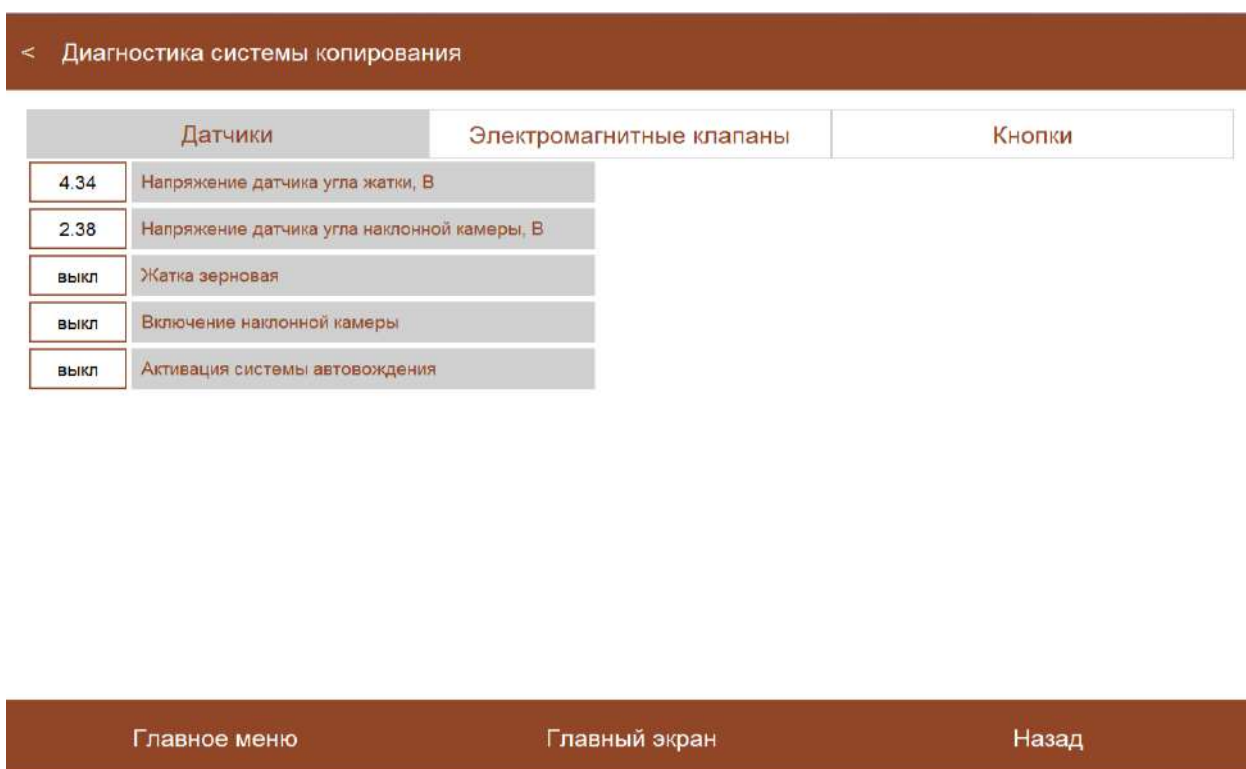 < Диагностика системы копирования
Датчики Электромагнитные клапаны Кнопки
4.34 Напряжение датчика угла жатки, В
2.38 Напряжение датчика угла наклонной камеры, В
выкл Жатка зерновая
выкл Включение наклонной камеры
выкл Активация системы автовождения
Главное меню Главный экран Назад